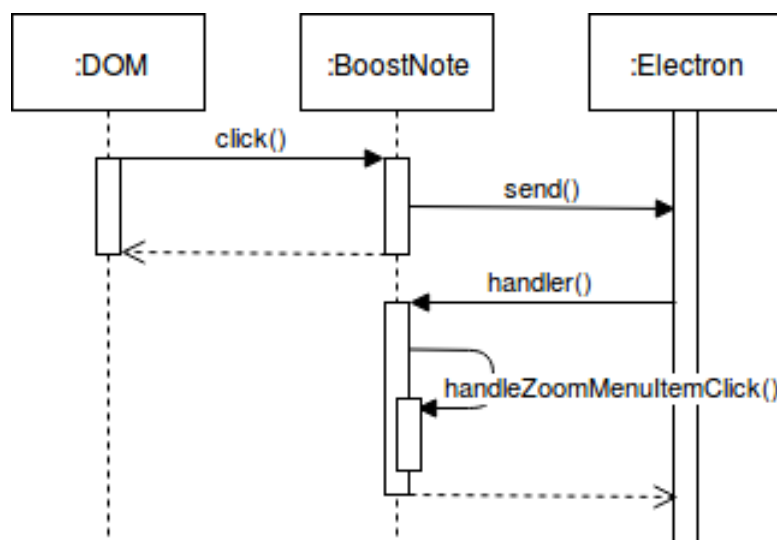 :DOM
:BoostNote
:Electron
click()
send()
handler()
handleZoomMenuItemClick()